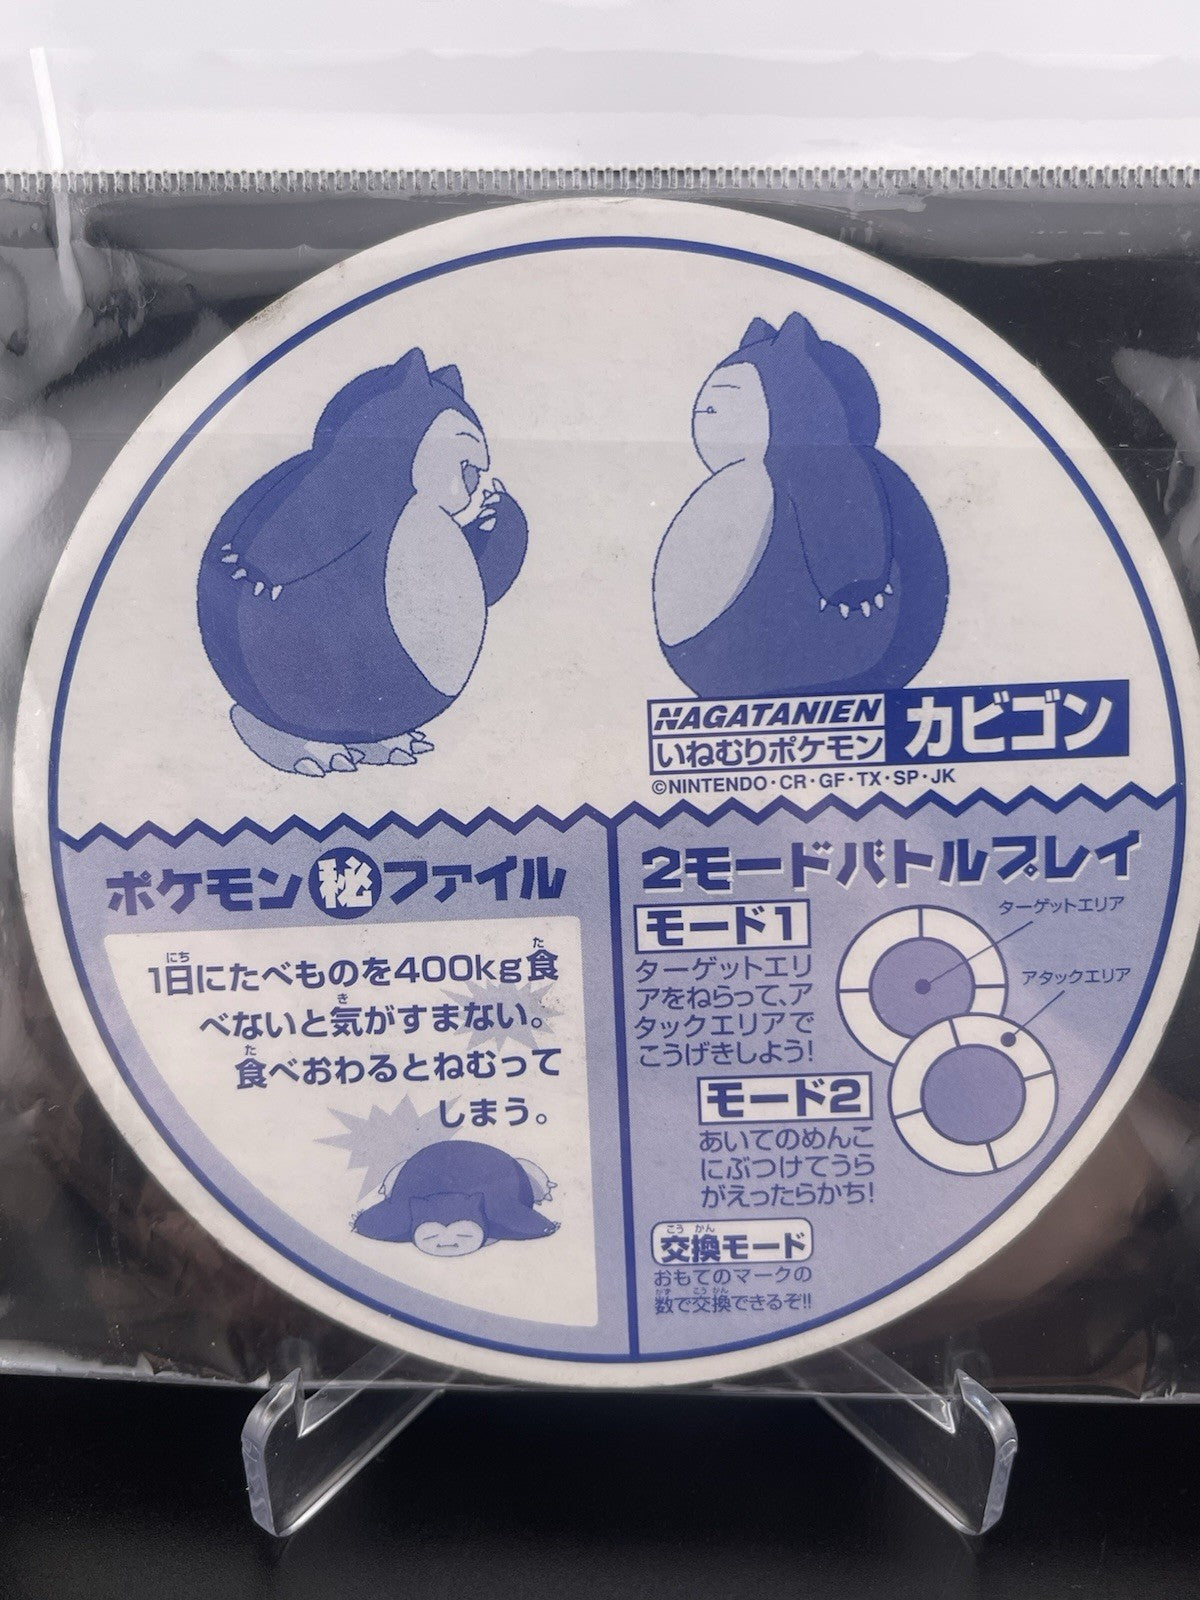 NAGATANIEN
いねむりポケモン
カビゴン
©NINTENDO・CR・GF・TX・SP・JK
ポケモン㊙ファイル
1日にたべものを400kg食
べないと気がすまない。
食べおわるとねむって
しまう。
2モードバトルプレイ
モード1
ターゲットエリ
アをねらって、ア
タックエリアで
こうげきしよう!
ターゲットエリア
アタックエリア
モード2
あいてのめんこ
にぶつけてうら
がえったらかち!
交換モード
おもてのマークの
数で交換できるぞ!!